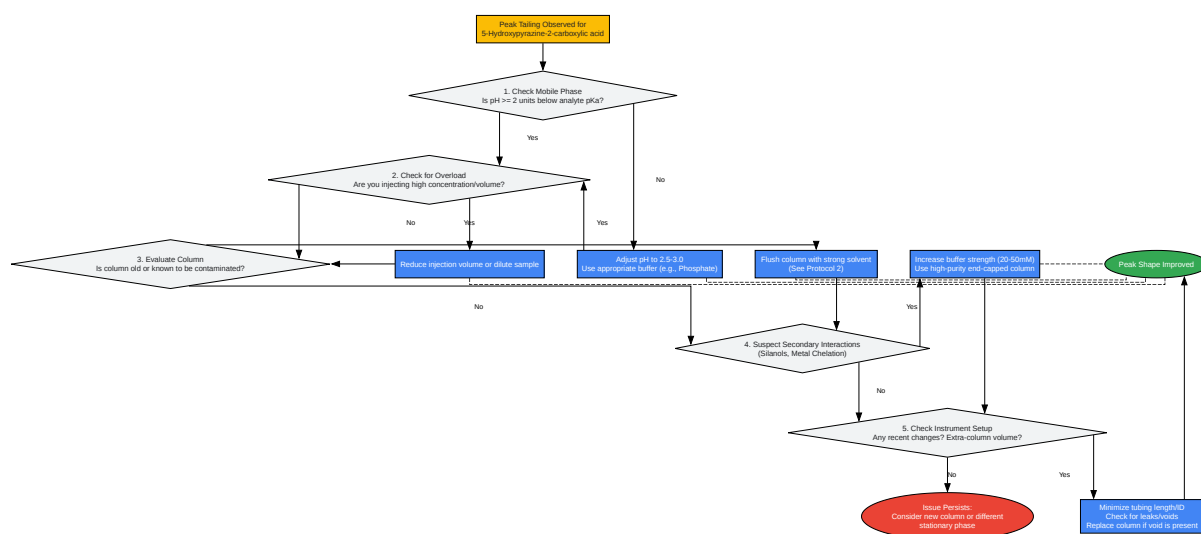 Peak Tailing Observed for
5-Hydroxypyrazine-2-carboxylic acid
1. Check Mobile Phase
Is pH >= 2 units below analyte pKa?
Yes
No
2. Check for Overload
Are you injecting high concentration/volume?
No
Yes
Yes
3. Evaluate Column
Is column old or known to be contaminated?
Reduce injection volume or dilute sample
Adjust pH to 2.5-3.0
Use appropriate buffer (e.g., Phosphate)
Flush column with strong solvent
(See Protocol 2)
Increase buffer strength (20-50mM)
Use high-purity end-capped column
Peak Shape Improved
No
Yes
4. Suspect Secondary Interactions
(Silanols, Metal Chelation)
No
5. Check Instrument Setup
Any recent changes? Extra-column volume?
No
Yes
Issue Persists:
Consider new column or different
stationary phase
Minimize tubing length/ID
Check for leaks/voids
Replace column if void is present